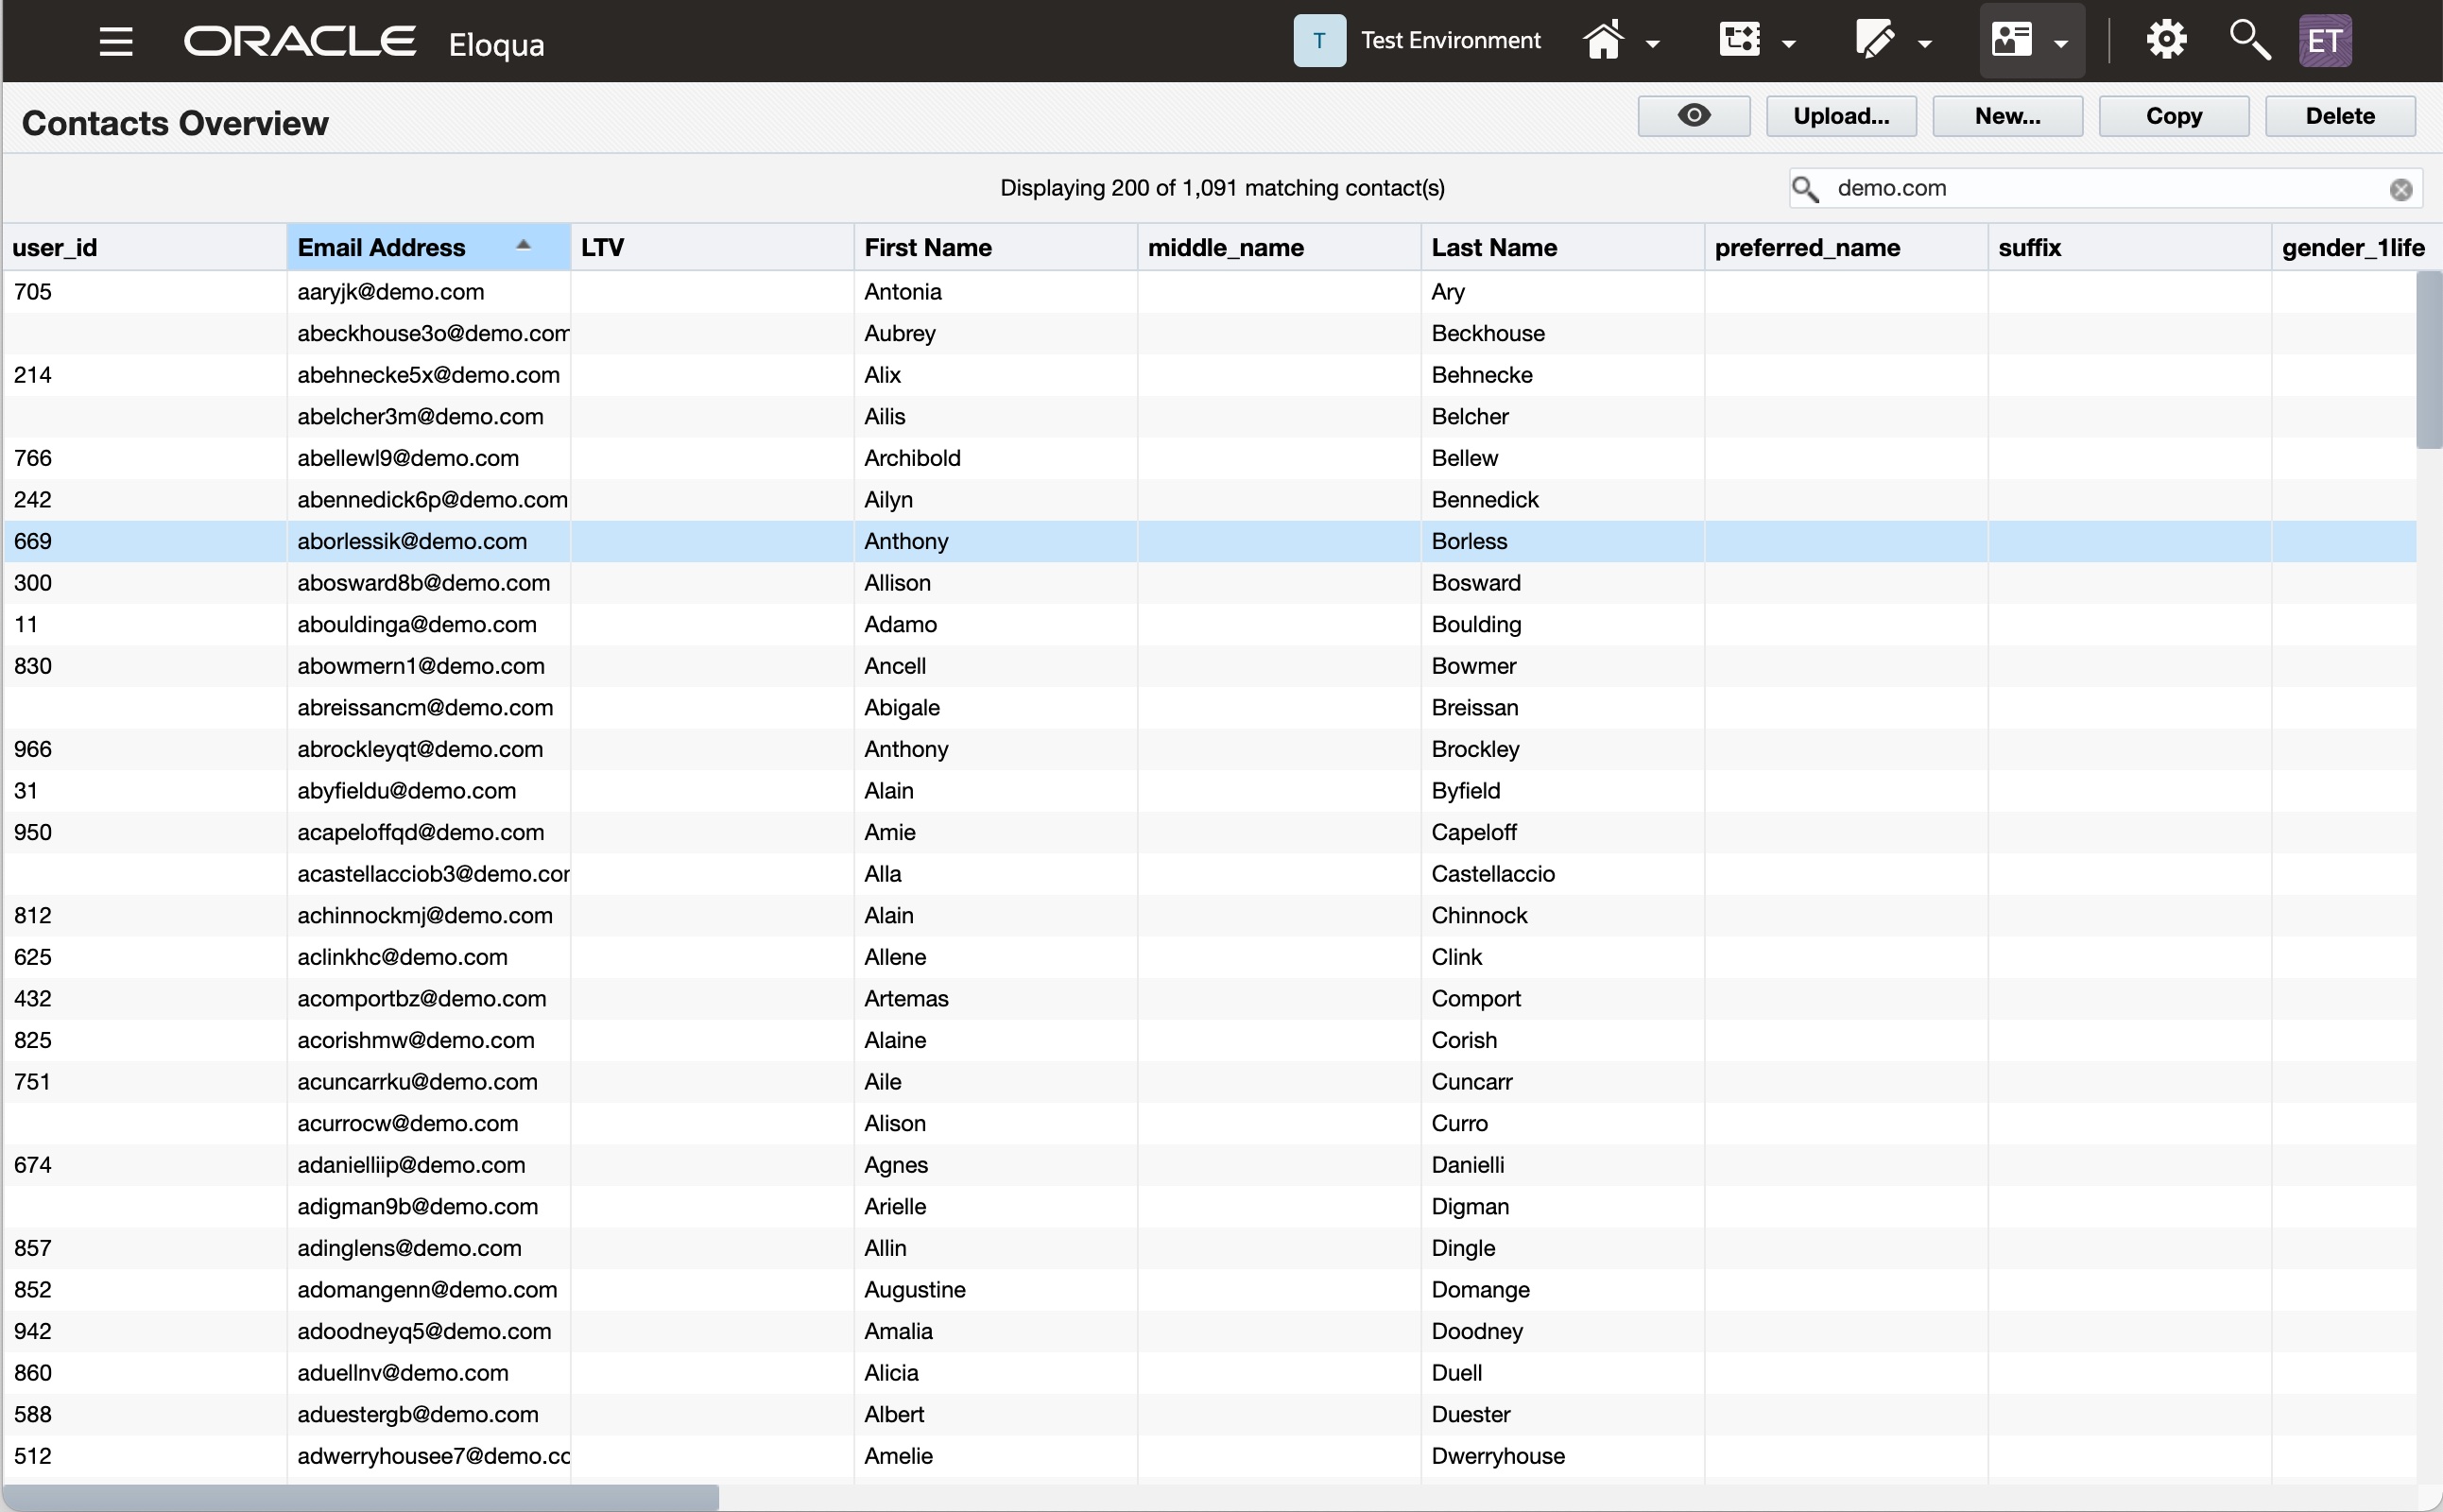 ORACLE Eloqua T Test Environment ET
Contacts Overview Upload... New... Copy Delete
Displaying 200 of 1,091 matching contact(s) demo.com
user_id Email Address LTV First Name middle_name Last Name preferred_name suffix gender_1life
705 aaryjk@demo.com Antonia Ary
abeckhouse3o@demo.com Aubrey Beckhouse
214 abehnecke5x@demo.com Alix Behnecke
abelcher3m@demo.com Ailis Belcher
766 abellewl9@demo.com Archibold Bellew
242 abennedick6p@demo.com Ailyn Bennedick
669 aborlessik@demo.com Anthony Borless
300 abosward8b@demo.com Allison Bosward
11 abouldinga@demo.com Adamo Boulding
830 abowmern1@demo.com Ancell Bowmer
abreissancm@demo.com Abigale Breissan
966 abrockleyqt@demo.com Anthony Brockley
31 abyfieldu@demo.com Alain Byfield
950 acapeloffqd@demo.com Amie Capeloff
acastellacciob3@demo.cor Alla Castellaccio
812 achinnockmj@demo.com Alain Chinnock
625 aclinkhc@demo.com Allene Clink
432 acomportbz@demo.com Artemas Comport
825 acorishmw@demo.com Alaine Corish
751 acuncarrku@demo.com Aile Cuncarr
acurrocw@demo.com Alison Curro
674 adanielliip@demo.com Agnes Danielli
adigman9b@demo.com Arielle Digman
857 adinglens@demo.com Allin Dingle
852 adomangenn@demo.com Augustine Domange
942 adoodneyq5@demo.com Amalia Doodney
860 aduellnv@demo.com Alicia Duell
588 aduestergb@demo.com Albert Duester
512 adwerryhousee7@demo.cc Amelie Dwerryhouse